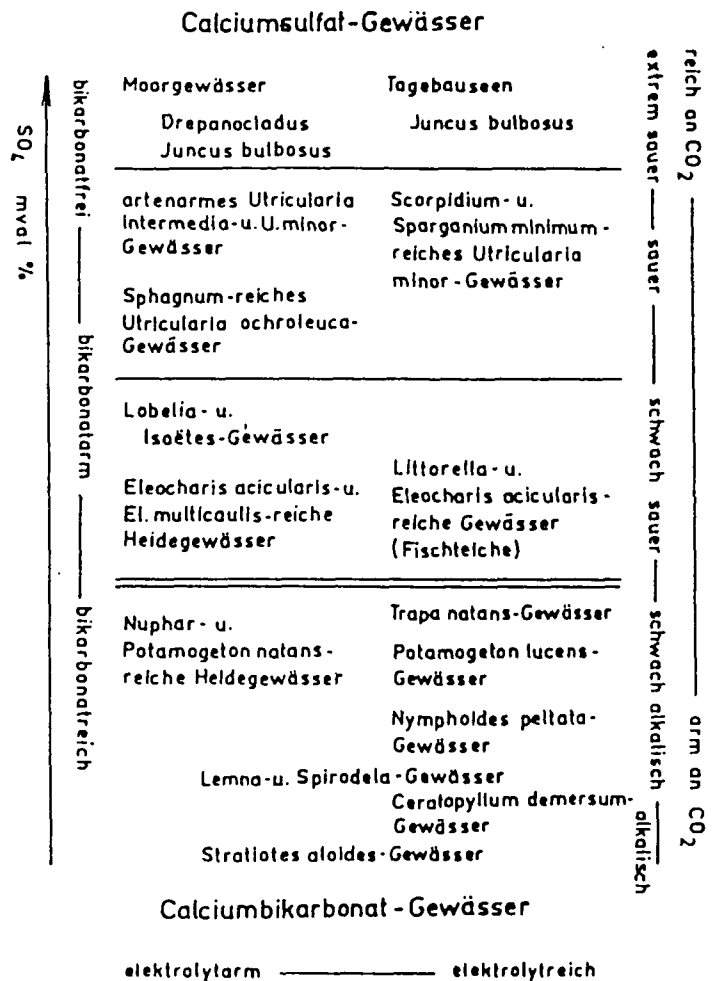 Calciumsulfat-Gewässer
SO4 mval %
bikarbonatfrei
bikarbonatarm
bikarbonatreich
Moorgewässer
Drepanocladus
Juncus bulbosus
Tagebauseen
Juncus bulbosus
artenarmes Utricularia
intermedia-u. U. minor-
Gewässer
Sphagnum-reiches
Utricularia ochroleuca-
Gewässer
Scorpidium- u.
Sparganium minimum-
reiches Utricularia
minor-Gewässer
Lobelia- u.
Isoëtes-Gewässer
Eleocharis acicularis-u.
El. multicaulis-reiche
Heidegewässer
Littorella- u.
Eleocharis acicularis-
reiche Gewässer
(Fischteiche)
Nuphar- u.
Potamogeton natans-
reiche Heidegewässer
Trapa natans-Gewässer
Potamogeton lucens-
Gewässer
Nymphoides peltata-
Gewässer
Lemna-u. Spirodela-Gewässer
Ceratopyllum demersum-
Gewässer
Stratiotes aloides-Gewässer
extrem sauer
sauer
schwach sauer
schwach alkalisch
alkalisch
reich an CO2
arm an CO2
Calciumbikarbonat-Gewässer
elektrolytarm elektrolytreich